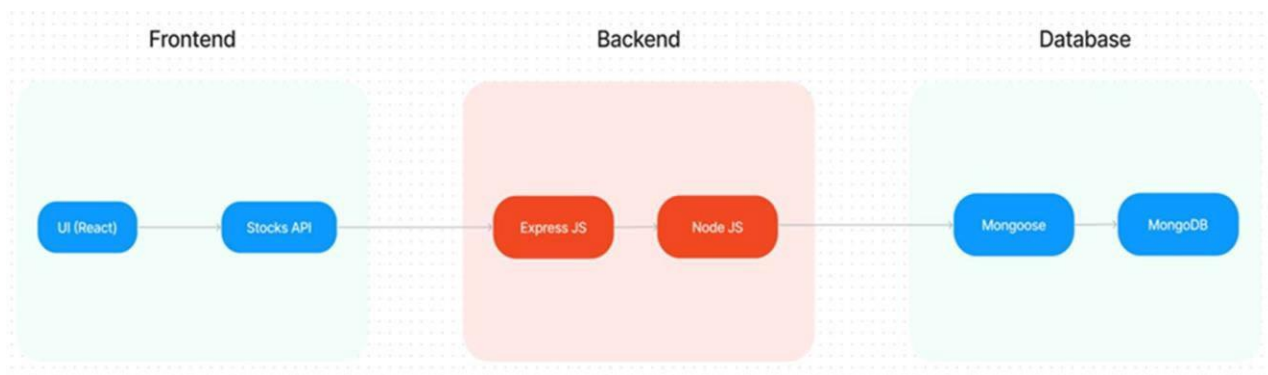 Frontend
Backend
Database
UI (React)
Stocks API
Express JS
Node JS
Mongoose
MongoDB